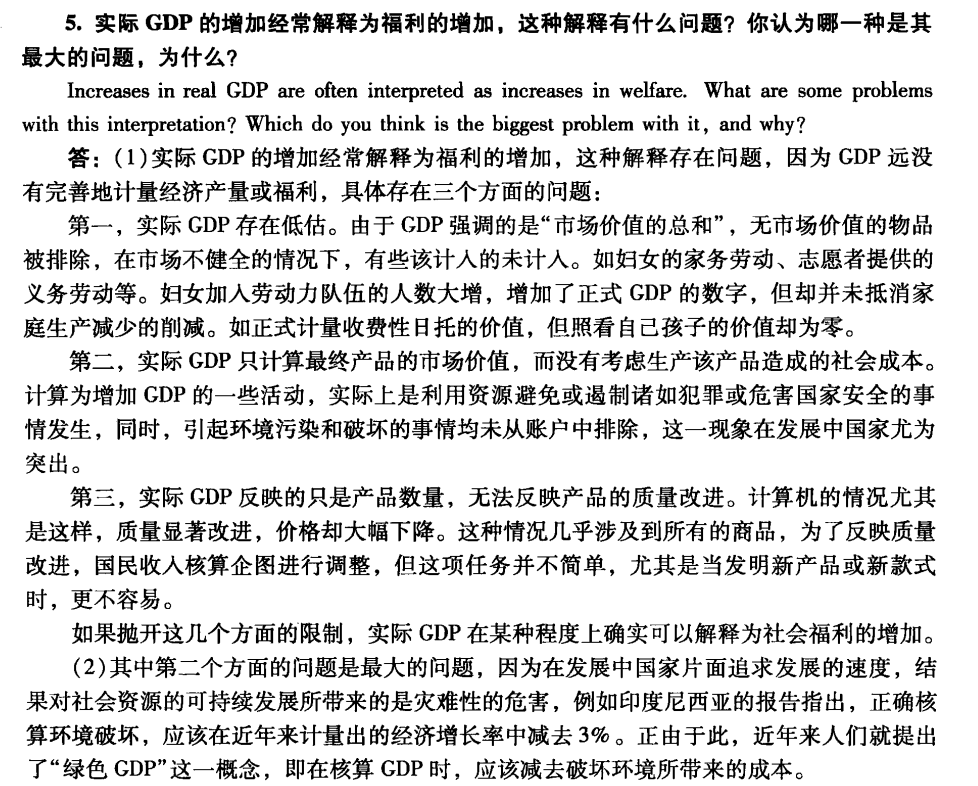 5. 实际 GDP 的增加经常解释为福利的增加，这种解释有什么问题？你认为哪一种是其
最大的问题，为什么？
Increases in real GDP are often interpreted as increases in welfare. What are some problems
with this interpretation? Which do you think is the biggest problem with it, and why?
答：(1)实际 GDP 的增加经常解释为福利的增加，这种解释存在问题，因为 GDP 远没
有完善地计量经济产量或福利，具体存在三个方面的问题：
第一，实际 GDP 存在低估。由于 GDP 强调的是“市场价值的总和”，无市场价值的物品
被排除，在市场不健全的情况下，有些该计入的未计入。如妇女的家务劳动、志愿者提供的
义务劳动等。妇女加入劳动力队伍的人数大增，增加了正式 GDP 的数字，但却并未抵消家
庭生产减少的削减。如正式计量收费性日托的价值，但照看自己孩子的价值却为零。
第二，实际 GDP 只计算最终产品的市场价值，而没有考虑生产该产品造成的社会成本。
计算为增加 GDP 的一些活动，实际上是利用资源避免或遏制诸如犯罪或危害国家安全的事
情发生，同时，引起环境污染和破坏的事情均未从账户中排除，这一现象在发展中国家尤为
突出。
第三，实际 GDP 反映的只是产品数量，无法反映产品的质量改进。计算机的情况尤其
是这样，质量显著改进，价格却大幅下降。这种情况几乎涉及到所有的商品，为了反映质量
改进，国民收入核算企图进行调整，但这项任务并不简单，尤其是当发明新产品或新款式
时，更不容易。
如果抛开这几个方面的限制，实际 GDP 在某种程度上确实可以解释为社会福利的增加。
(2)其中第二个方面的问题是最大的问题，因为在发展中国家片面追求发展的速度，结
果对社会资源的可持续发展所带来的是灾难性的危害，例如印度尼西亚的报告指出，正确核
算环境破坏，应该在近年来计量出的经济增长率中减去 3%。正由于此，近年来人们就提出
了“绿色 GDP”这一概念，即在核算 GDP 时，应该减去破坏环境所带来的成本。